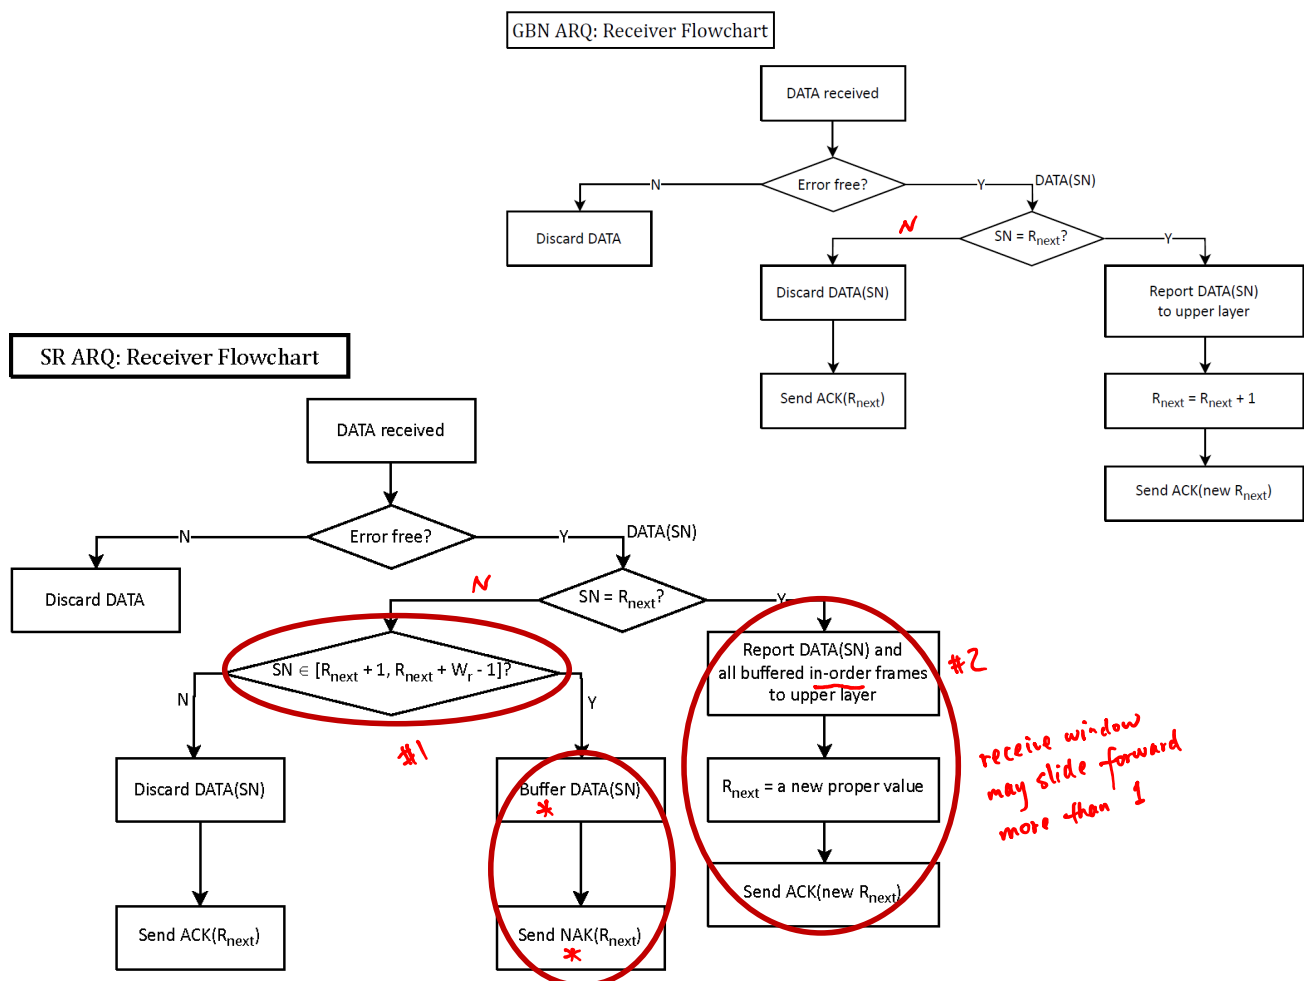 GBN ARQ: Receiver Flowchart
DATA received
Error free?
N
Y
DATA(SN)
Discard DATA
SN = Rnext?
N
Y
Discard DATA(SN)
Send ACK(Rnext)
Report DATA(SN)
to upper layer
Rnext = Rnext + 1
Send ACK(new Rnext)
SR ARQ: Receiver Flowchart
DATA received
Error free?
N
Y
DATA(SN)
Discard DATA
SN = Rnext?
N
Y
SN ∈ [Rnext + 1, Rnext + Wr - 1]?
#1
N
Y
Discard DATA(SN)
Send ACK(Rnext)
Buffer DATA(SN)
*
Send NAK(Rnext)
*
Report DATA(SN) and
all buffered in-order frames
to upper layer
#2
Rnext = a new proper value
Send ACK(new Rnext)
receive window
may slide forward
more than 1